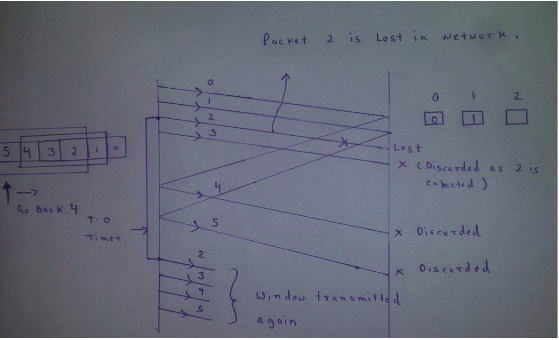 Packet 2 is Lost in Network.
0
1
2
3
0 1 2
0 1
Lost
x (Discarded as 2 is
expected)
5 4 3 2 1 0
Go Back 4
T-O
Timer
4
x Discarded
5
x Discarded
2
3
4
5
Window transmitted
again